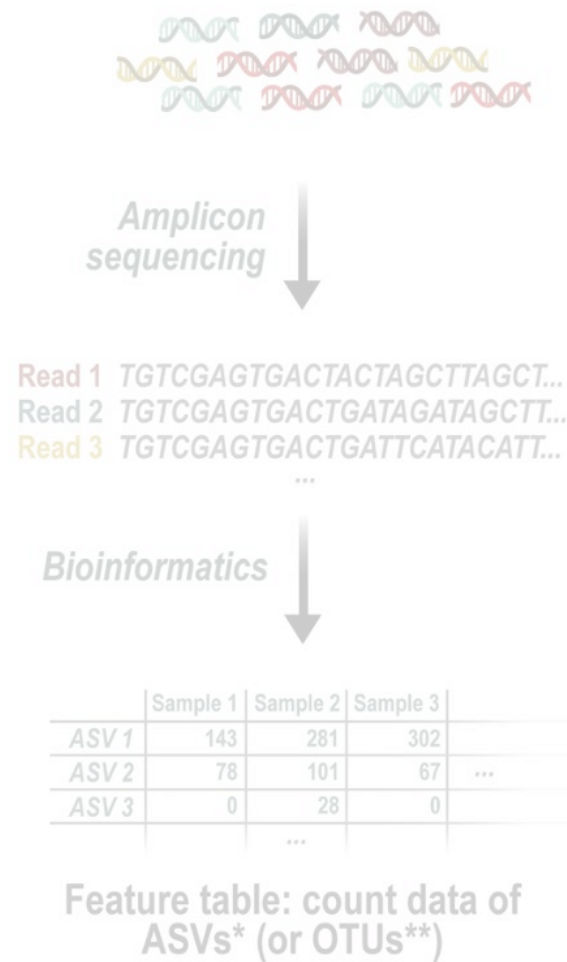 Amplicon
sequencing
Read 1 TGTCGAGTGACTACTAGCTTAGCT...
Read 2 TGTCGAGTGACTGATAGATAGCTT...
Read 3 TGTCGAGTGACTGATTCATACATT...
...
Bioinformatics
Sample 1 Sample 2 Sample 3
ASV 1 143 281 302
ASV 2 78 101 67 ...
ASV 3 0 28 0
...
Feature table: count data of
ASVs* (or OTUs**)